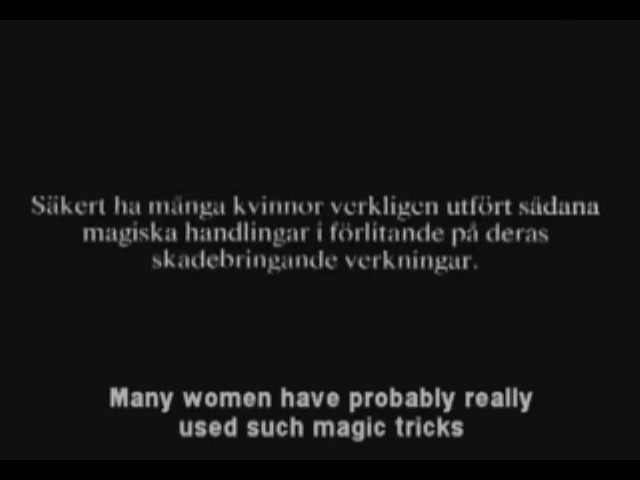 Säkert ha många kvinnor verkligen utfört sådana
magiska handlingar i förlitande på deras
skadebringande verkningar.
Many women have probably really
used such magic tricks